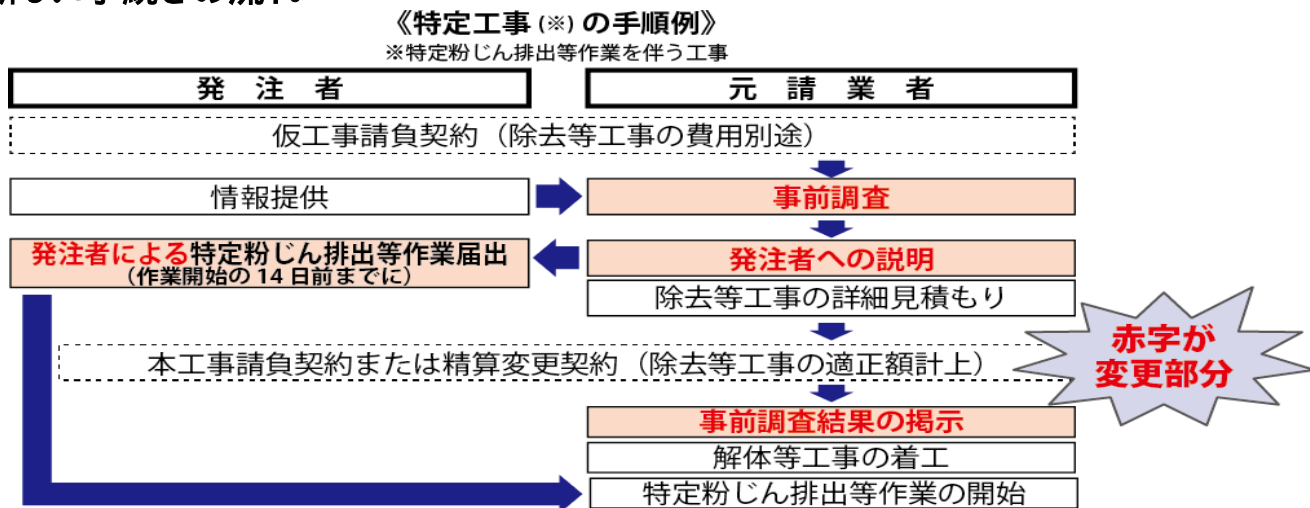 《特定工事(※)の手順例》
※特定粉じん排出等作業を伴う工事
発 注 者
元 請 業 者
仮工事請負契約（除去等工事の費用別途）
情報提供
事前調査
発注者による特定粉じん排出等作業届出
（作業開始の14日前までに）
発注者への説明
除去等工事の詳細見積もり
赤字が
変更部分
本工事請負契約または精算変更契約（除去等工事の適正額計上）
事前調査結果の掲示
解体等工事の着工
特定粉じん排出等作業の開始